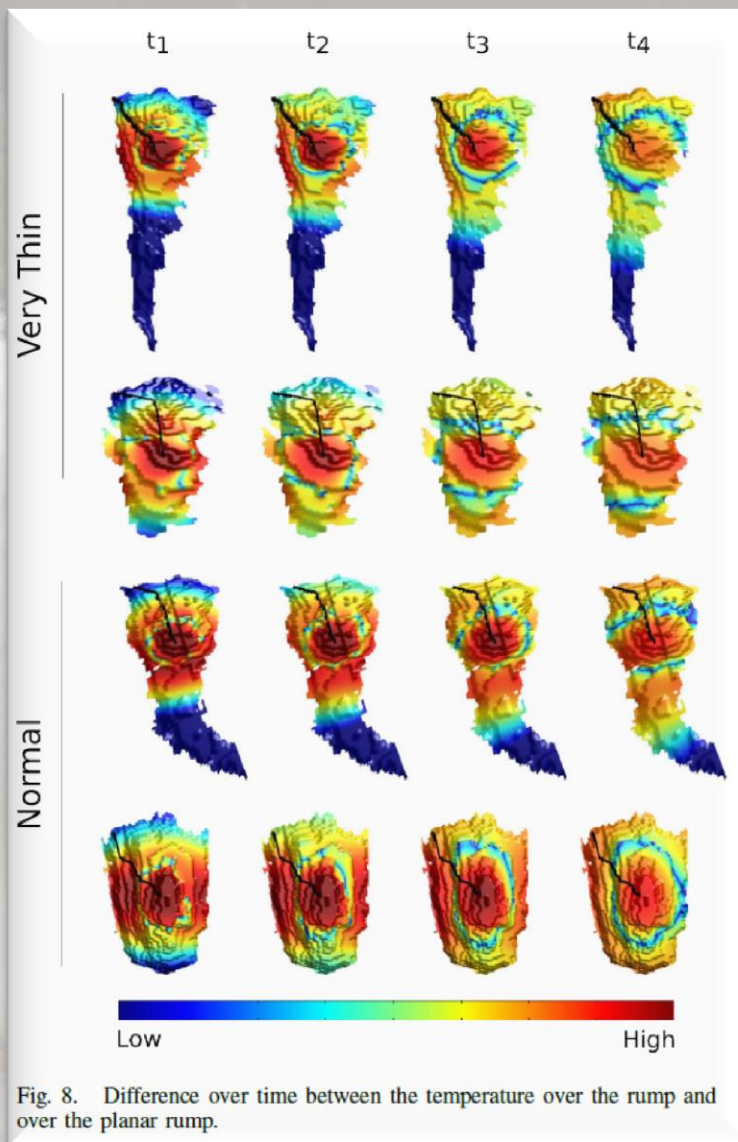 t1 t2 t3 t4
Very Thin
Normal
Low High
Fig. 8. Difference over time between the temperature over the rump and
over the planar rump.